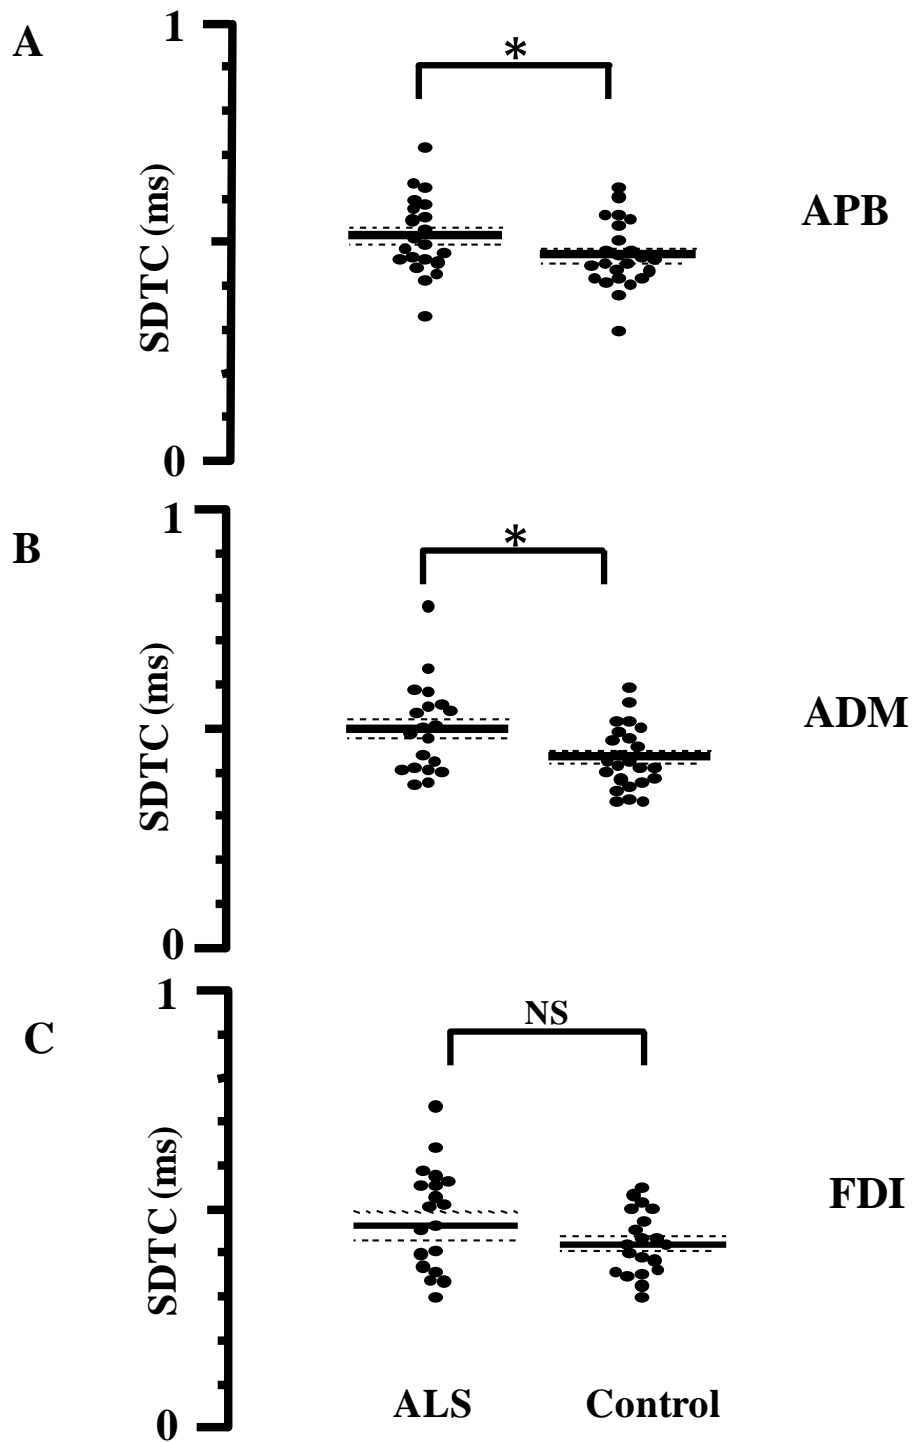 A
1
*
SDTC (ms)
APB
0
B
1
*
SDTC (ms)
ADM
0
C
1
NS
SDTC (ms)
FDI
0
ALS
Control